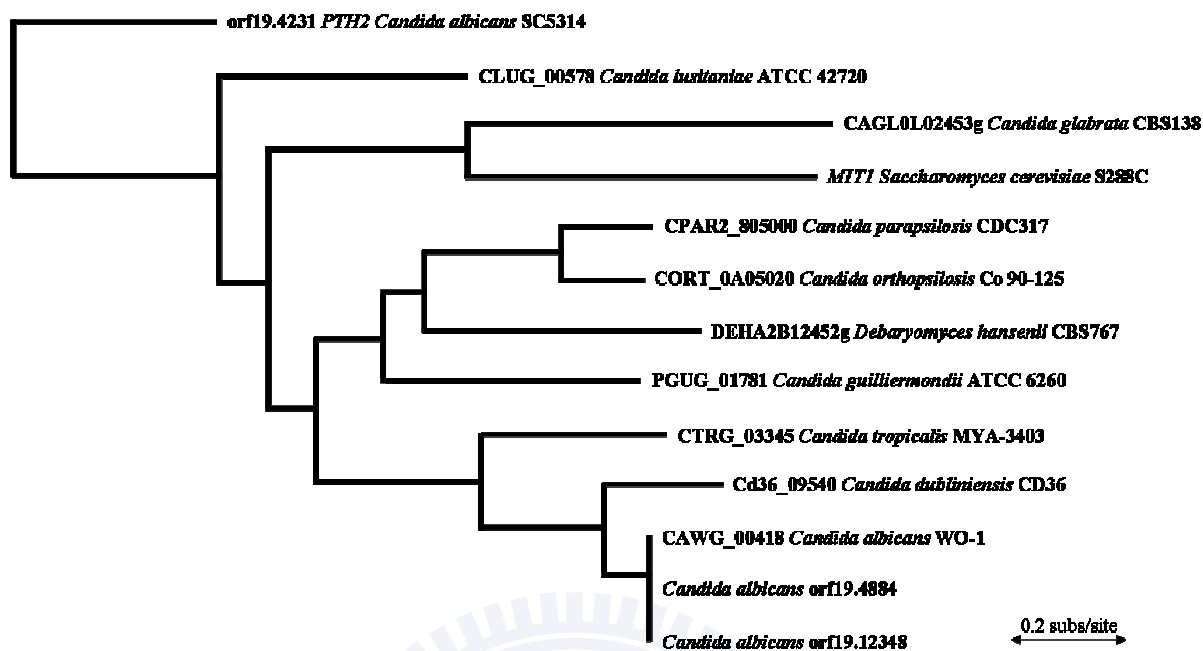 orf19.4231 PTH2 Candida albicans SC5314
CLUG_00578 Candida lusitaniae ATCC 42720
CAGL0L02453g Candida glabrata CBS138
MIT1 Saccharomyces cerevisiae S288C
CPAR2_805000 Candida parapsilosis CDC317
CORT_0A05020 Candida orthopsilosis Co 90-125
DEHA2B12452g Debaryomyces hansenii CBS767
PGUG_01781 Candida guilliermondii ATCC 6260
CTRG_03345 Candida tropicalis MYA-3403
Cd36_09540 Candida dubliniensis CD36
CAWG_00418 Candida albicans WO-1
Candida albicans orf19.4884
Candida albicans orf19.12348
0.2 subs/site